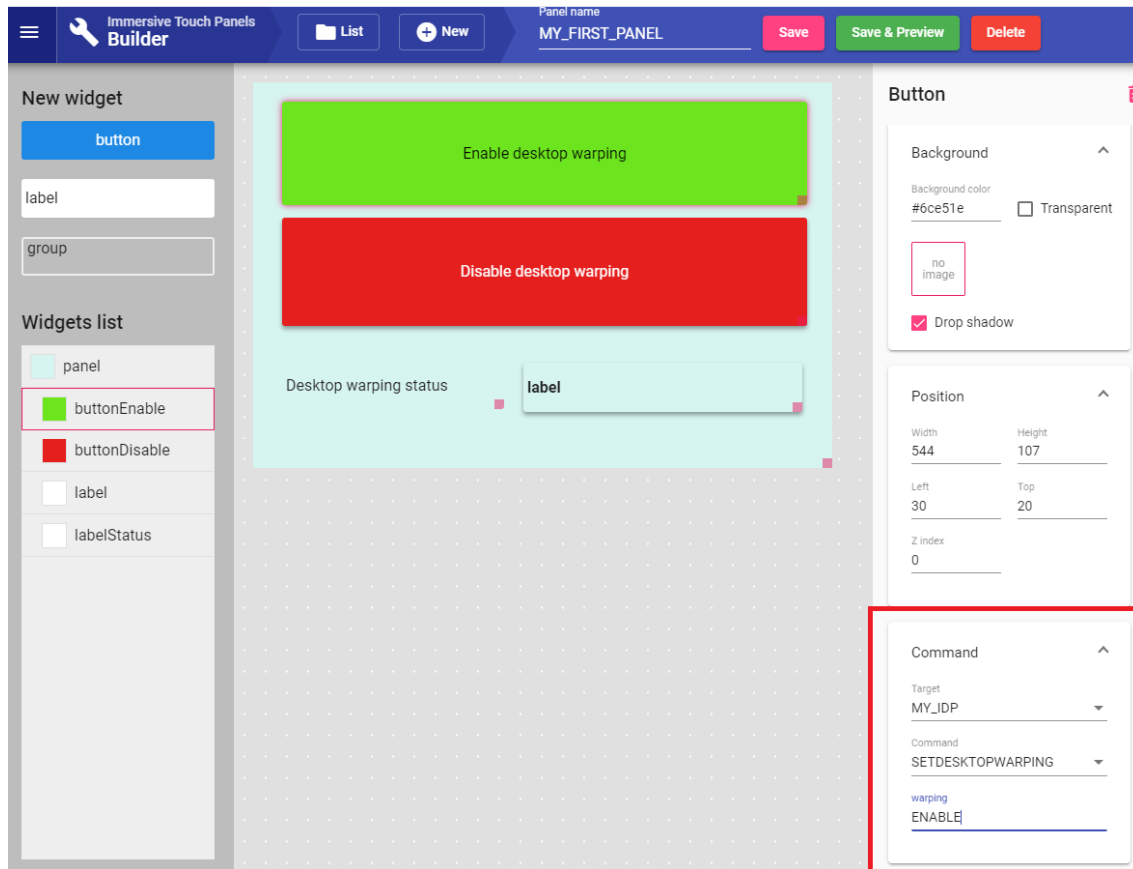 Immersive Touch Panels
Builder
List
New
Panel name
MY_FIRST_PANEL
Save
Save & Preview
Delete
New widget
button
label
group
Widgets list
panel
buttonEnable
buttonDisable
label
labelStatus
Enable desktop warping
Disable desktop warping
Desktop warping status
label
Button
Background
Background color
#6ce51e
Transparent
no
image
Drop shadow
Position
Width
Height
544
107
Left
Top
30
20
Z index
0
Command
Target
MY_IDP
Command
SETDESKTOPWARPING
warping
ENABLE